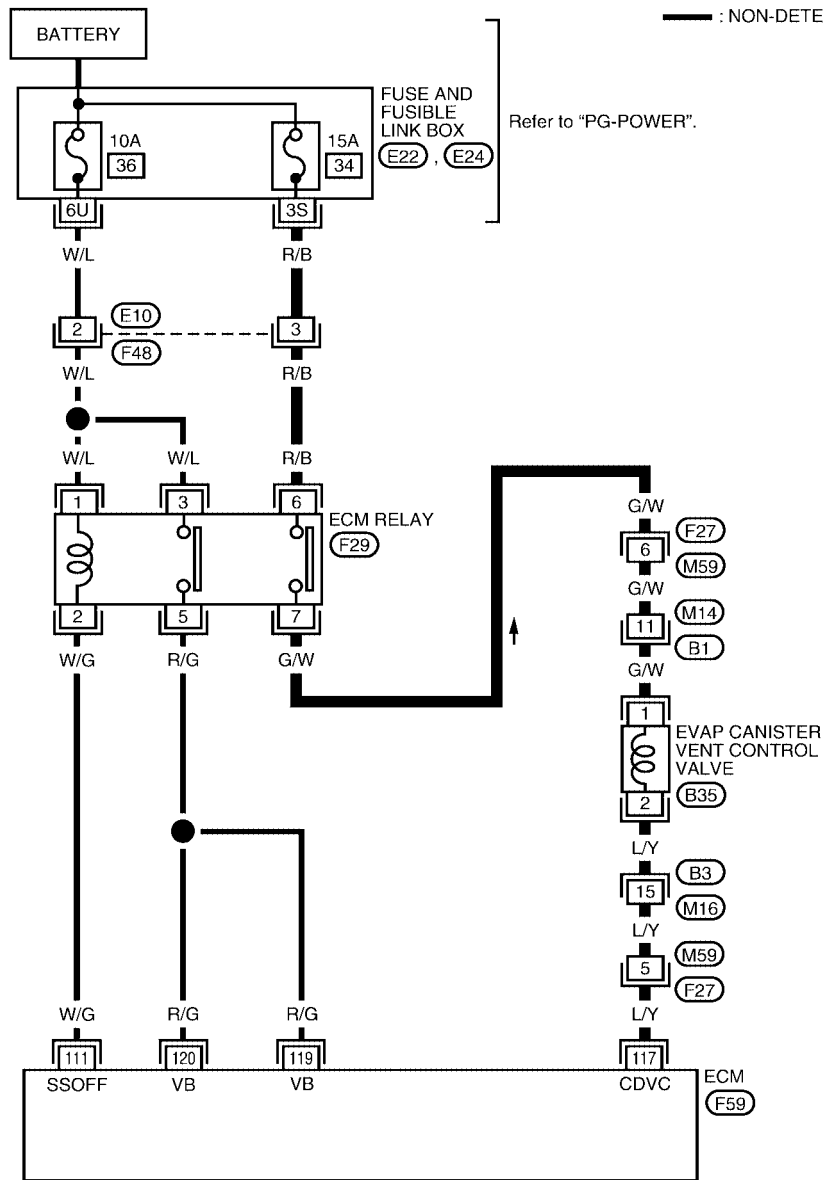 : NON-DETE
BATTERY
FUSE AND
FUSIBLE
LINK BOX
E22 , E24
Refer to “PG-POWER”.
10A
36
15A
34
6U
3S
W/L
R/B
2
E10
F48
3
W/L
R/B
W/L
W/L
R/B
1
3
6
ECM RELAY
F29
2
5
7
W/G
R/G
G/W
G/W
6
F27
M59
G/W
11
M14
B1
G/W
1
EVAP CANISTER
VENT CONTROL
VALVE
B35
2
L/Y
15
B3
M16
L/Y
5
M59
F27
W/G
R/G
R/G
L/Y
111
120
119
117
SSOFF
VB
VB
CDVC
ECM
F59